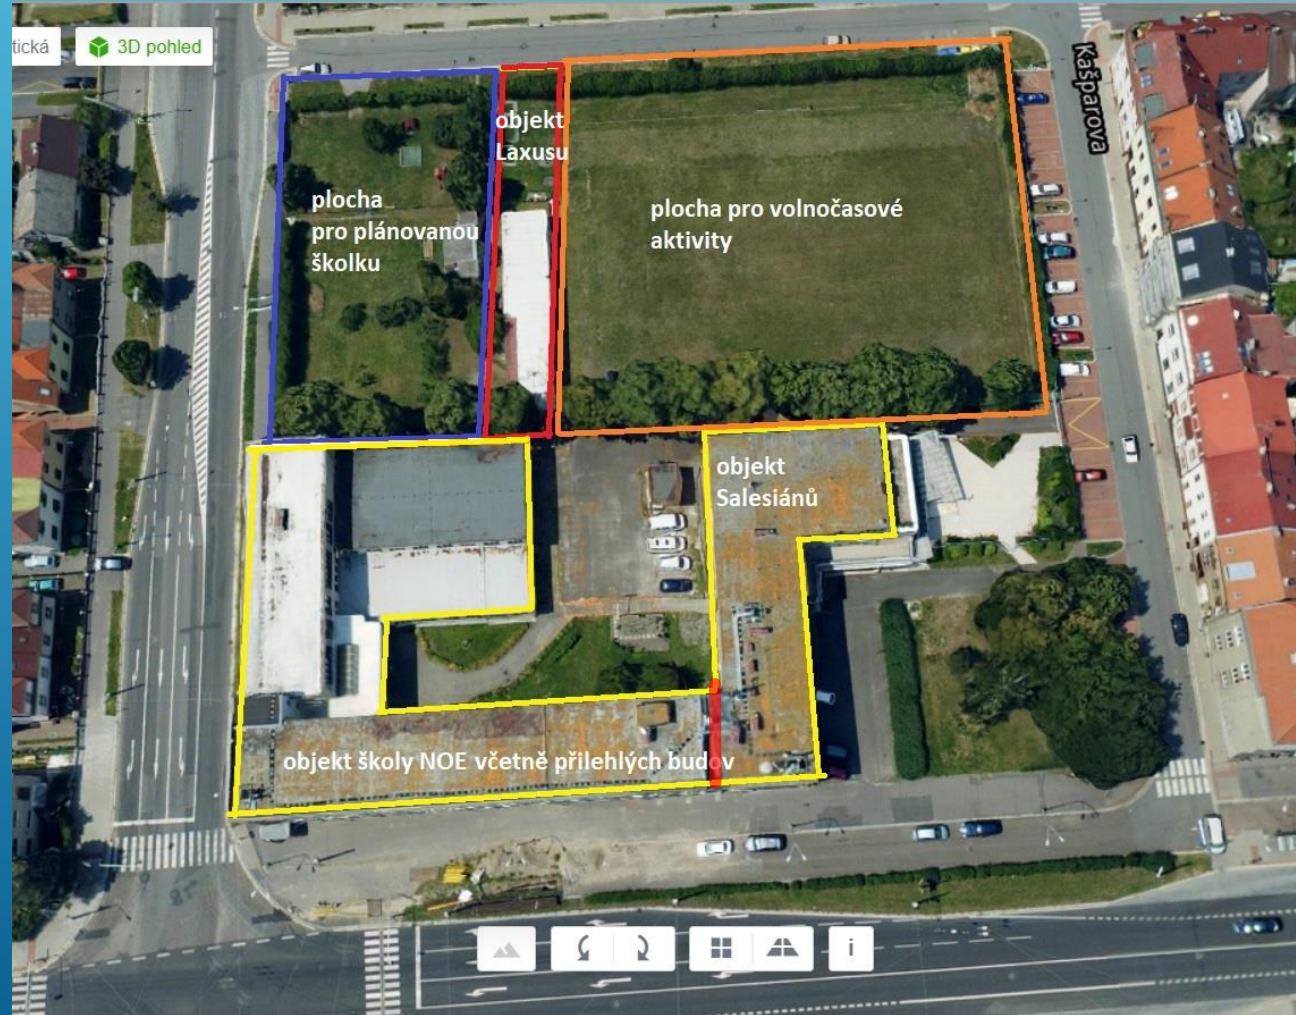 tická
3D pohled
Kašparova
objekt
Laxusu
plocha
pro plánovanou
školku
plocha pro volnočasové
aktivity
objekt
Salesiánů
objekt školy NOE včetně přilehlých budov
i